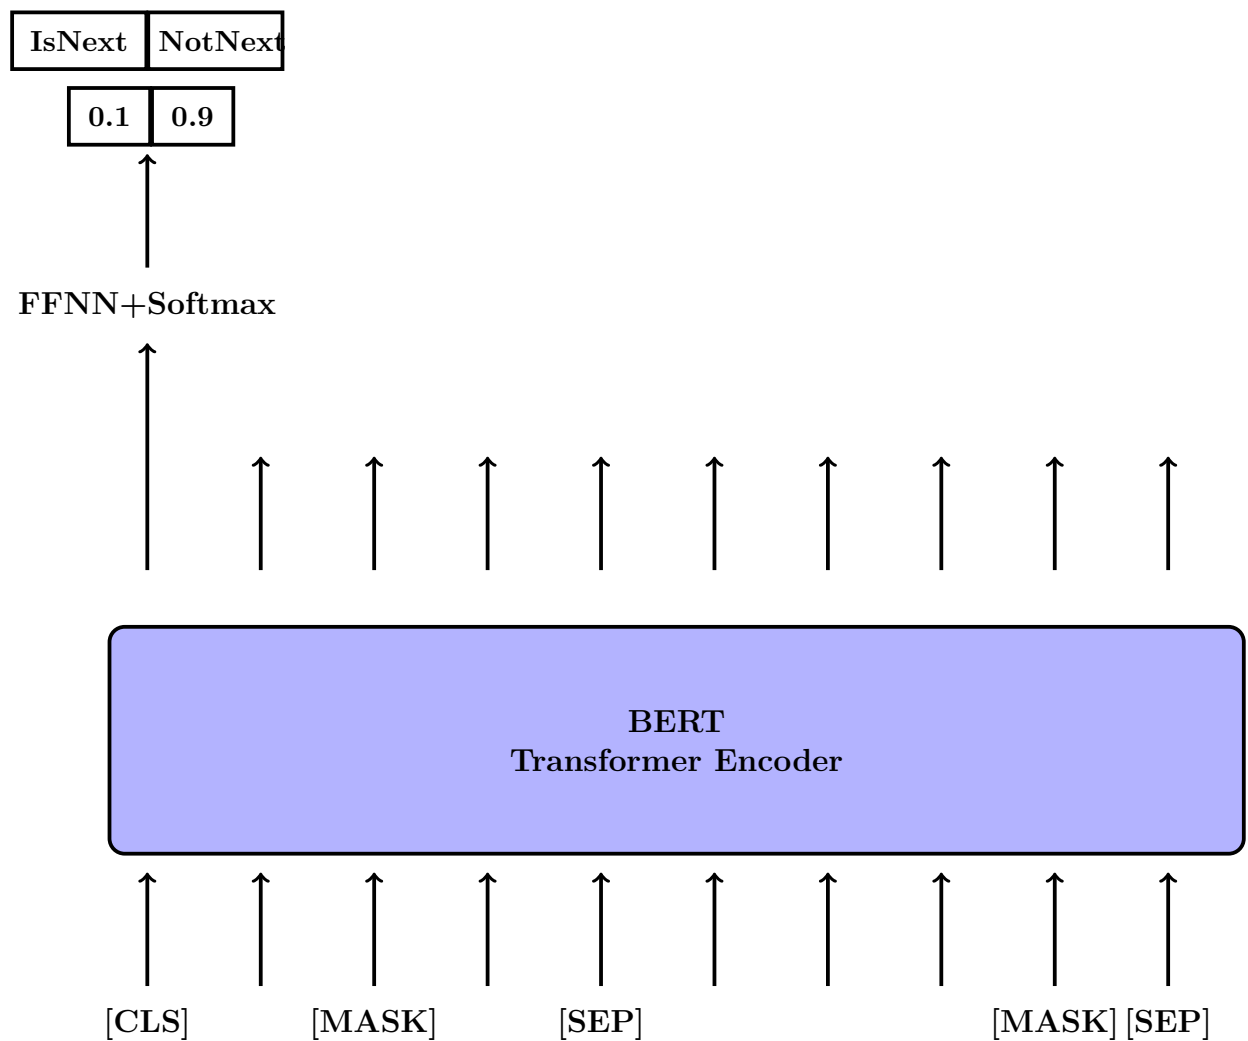 IsNext NotNext
0.1 0.9
FFNN+Softmax
BERT
Transformer Encoder
[CLS] [MASK] [SEP] [MASK] [SEP]